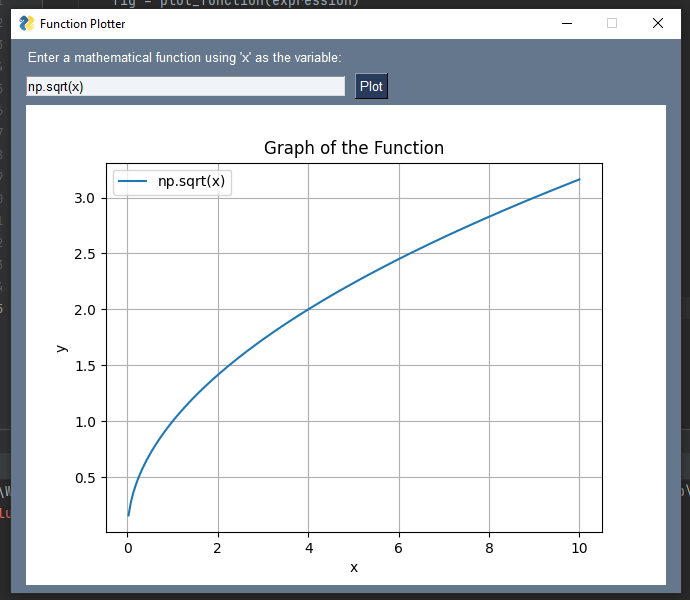 fig = plot_function(expression)
Function Plotter
Enter a mathematical function using 'x' as the variable:
np.sqrt(x)
Plot
Graph of the Function
np.sqrt(x)
3.0
2.5
2.0
1.5
1.0
0.5
y
0 2 4 6 8 10
x